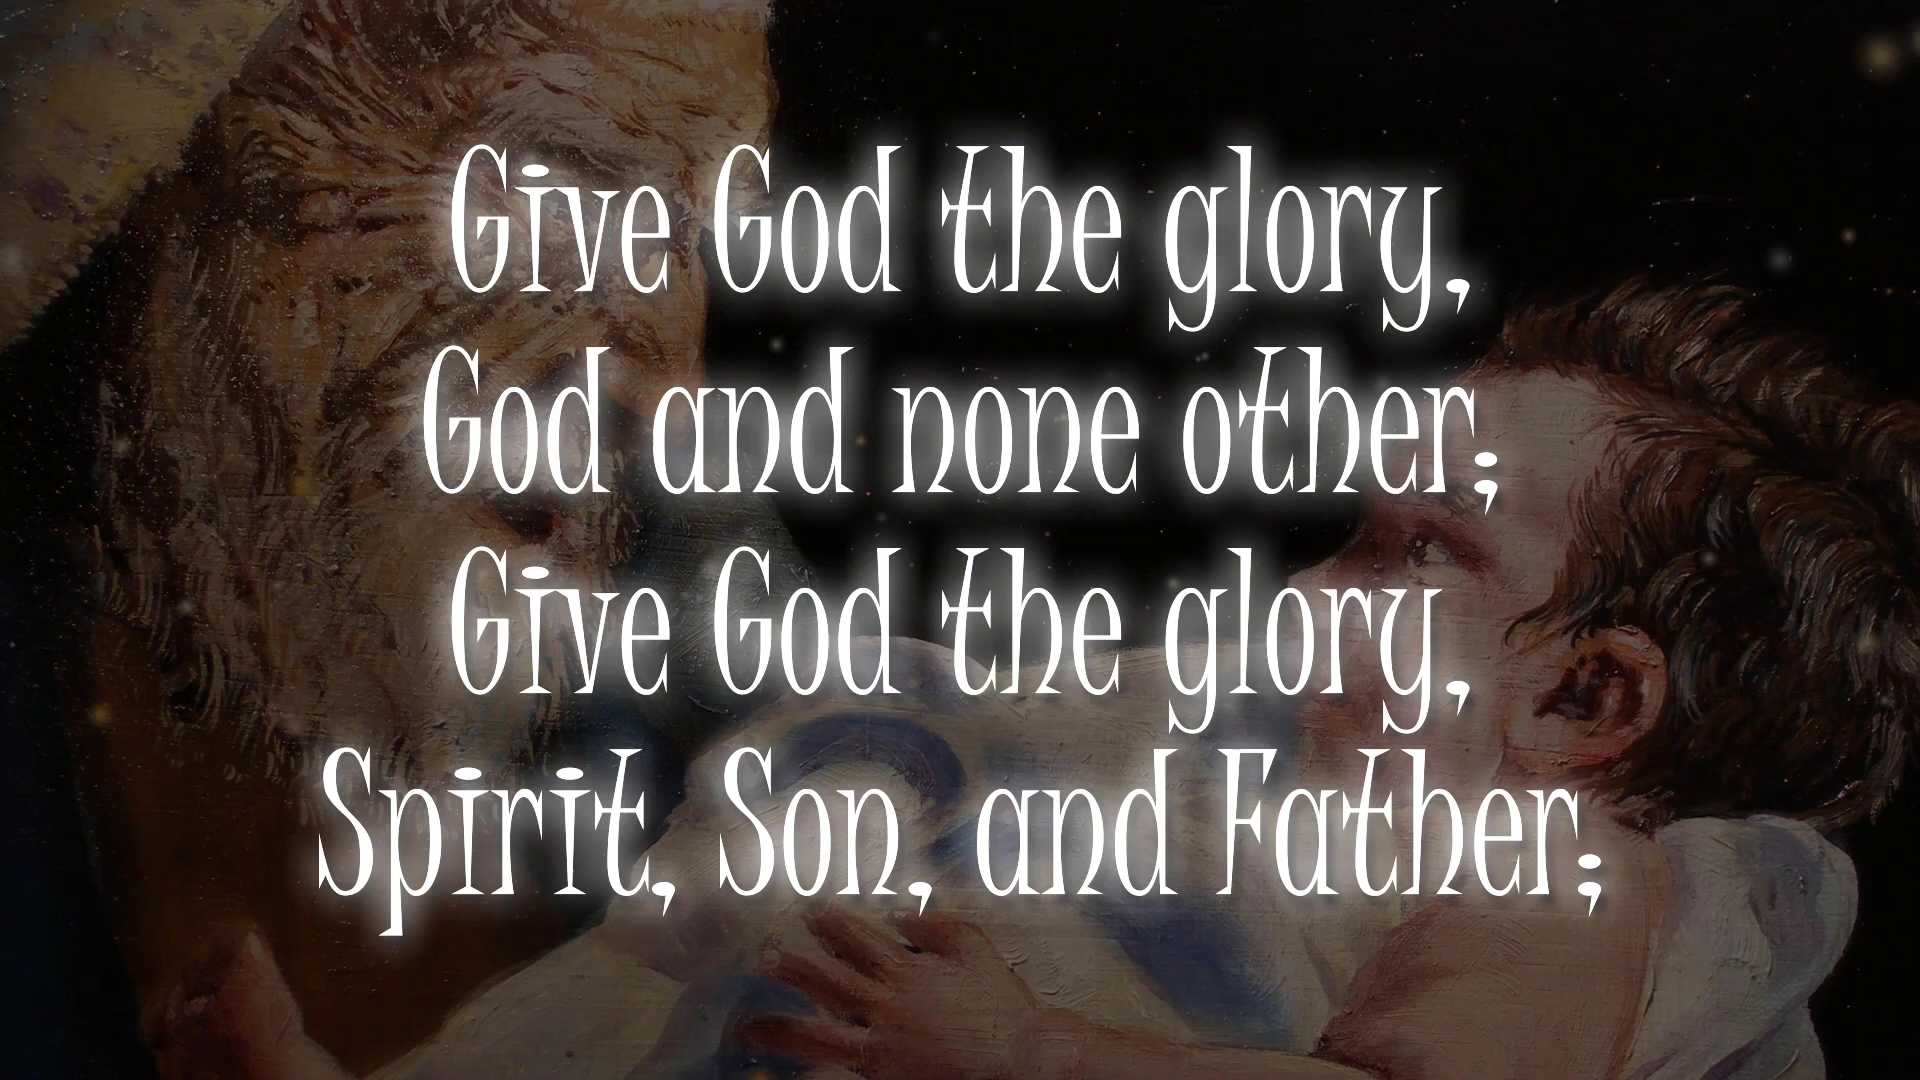 Give God the glory,
God and none other;
Give God the glory,
Spirit, Son, and Father;